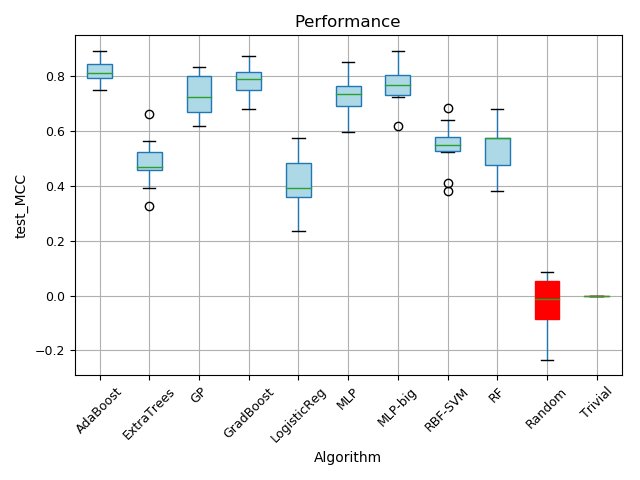 Performance
test_MCC
0.8
0.6
0.4
0.2
0.0
−0.2
AdaBoost
ExtraTrees
GP
GradBoost
LogisticReg
MLP
MLP-big
RBF-SVM
RF
Random
Trivial
Algorithm